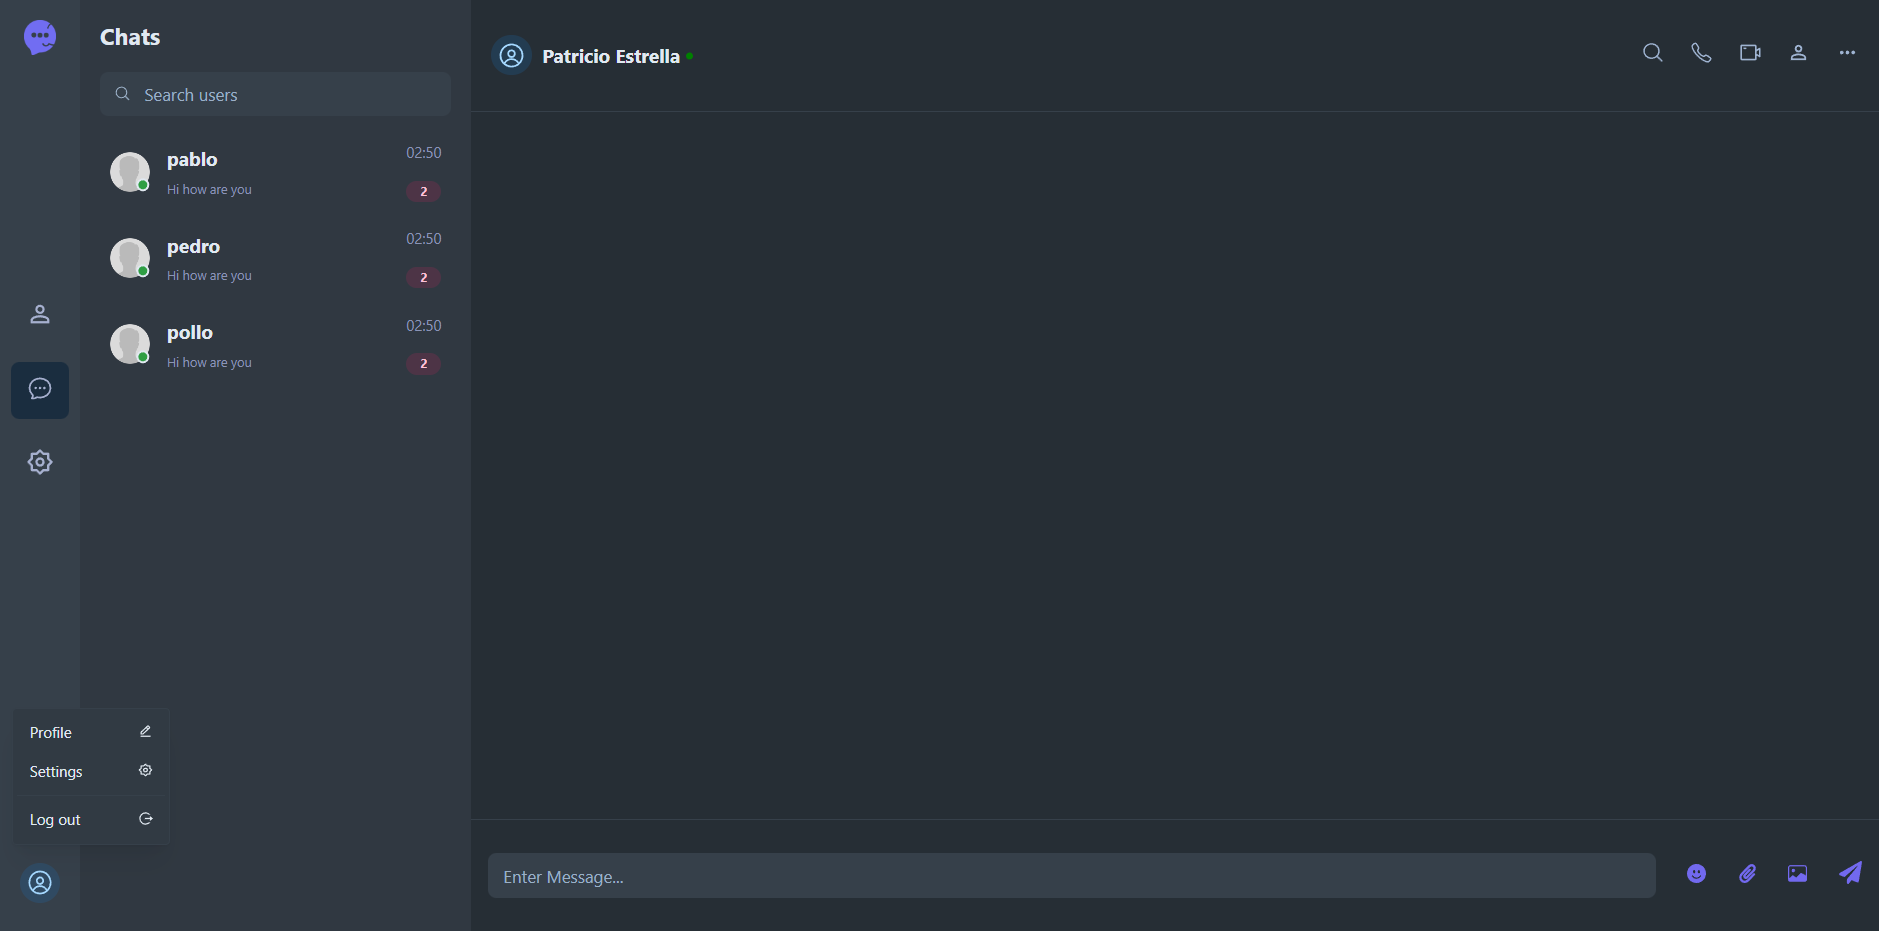 Chats
Search users
pablo
02:50
Hi how are you
2
pedro
02:50
Hi how are you
2
pollo
02:50
Hi how are you
2
Profile
Settings
Log out
Patricio Estrella
Enter Message...